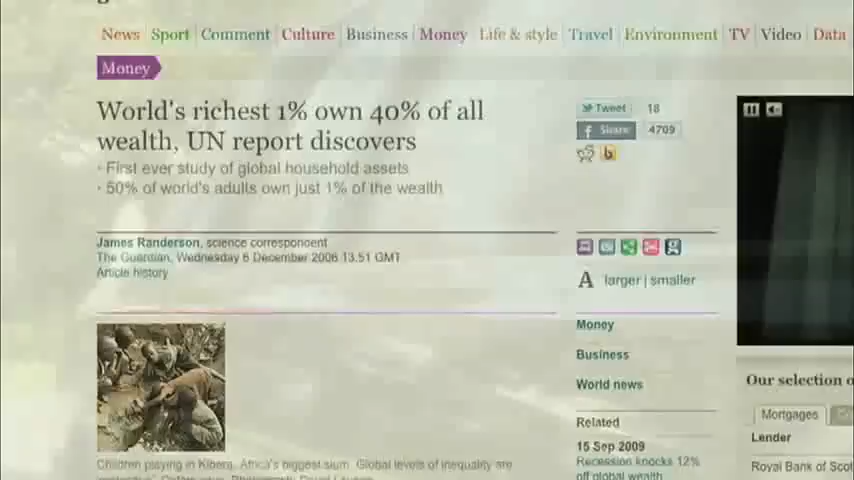 News Sport Comment Culture Business Money Life & style Travel Environment TV Video Data
Money
World's richest 1% own 40% of all
wealth, UN report discovers
· First ever study of global household assets
· 50% of world's adults own just 1% of the wealth
Tweet 18
Share 4709
James Randerson, science correspondent
The Guardian, Wednesday 6 December 2006 13.51 GMT
Article history
A larger | smaller
Money
Business
World news
Related
15 Sep 2009
Recession knocks 12%
off global wealth
Children playing in Kibera, Africa's biggest slum. Global levels of inequality are
Our selection o
Mortgages
Lender
Royal Bank of Scot